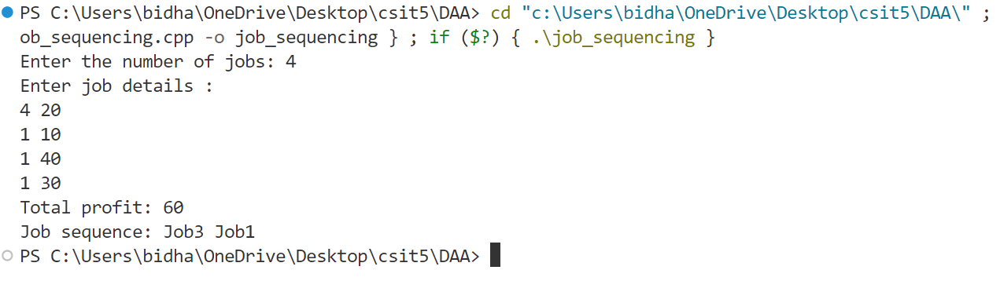 PS C:\Users\bidha\OneDrive\Desktop\csit5\DAA> cd "c:\Users\bidha\OneDrive\Desktop\csit5\DAA\" ;
ob_sequencing.cpp -o job_sequencing } ; if ($?) { .\job_sequencing }
Enter the number of jobs: 4
Enter job details :
4 20
1 10
1 40
1 30
Total profit: 60
Job sequence: Job3 Job1
PS C:\Users\bidha\OneDrive\Desktop\csit5\DAA>